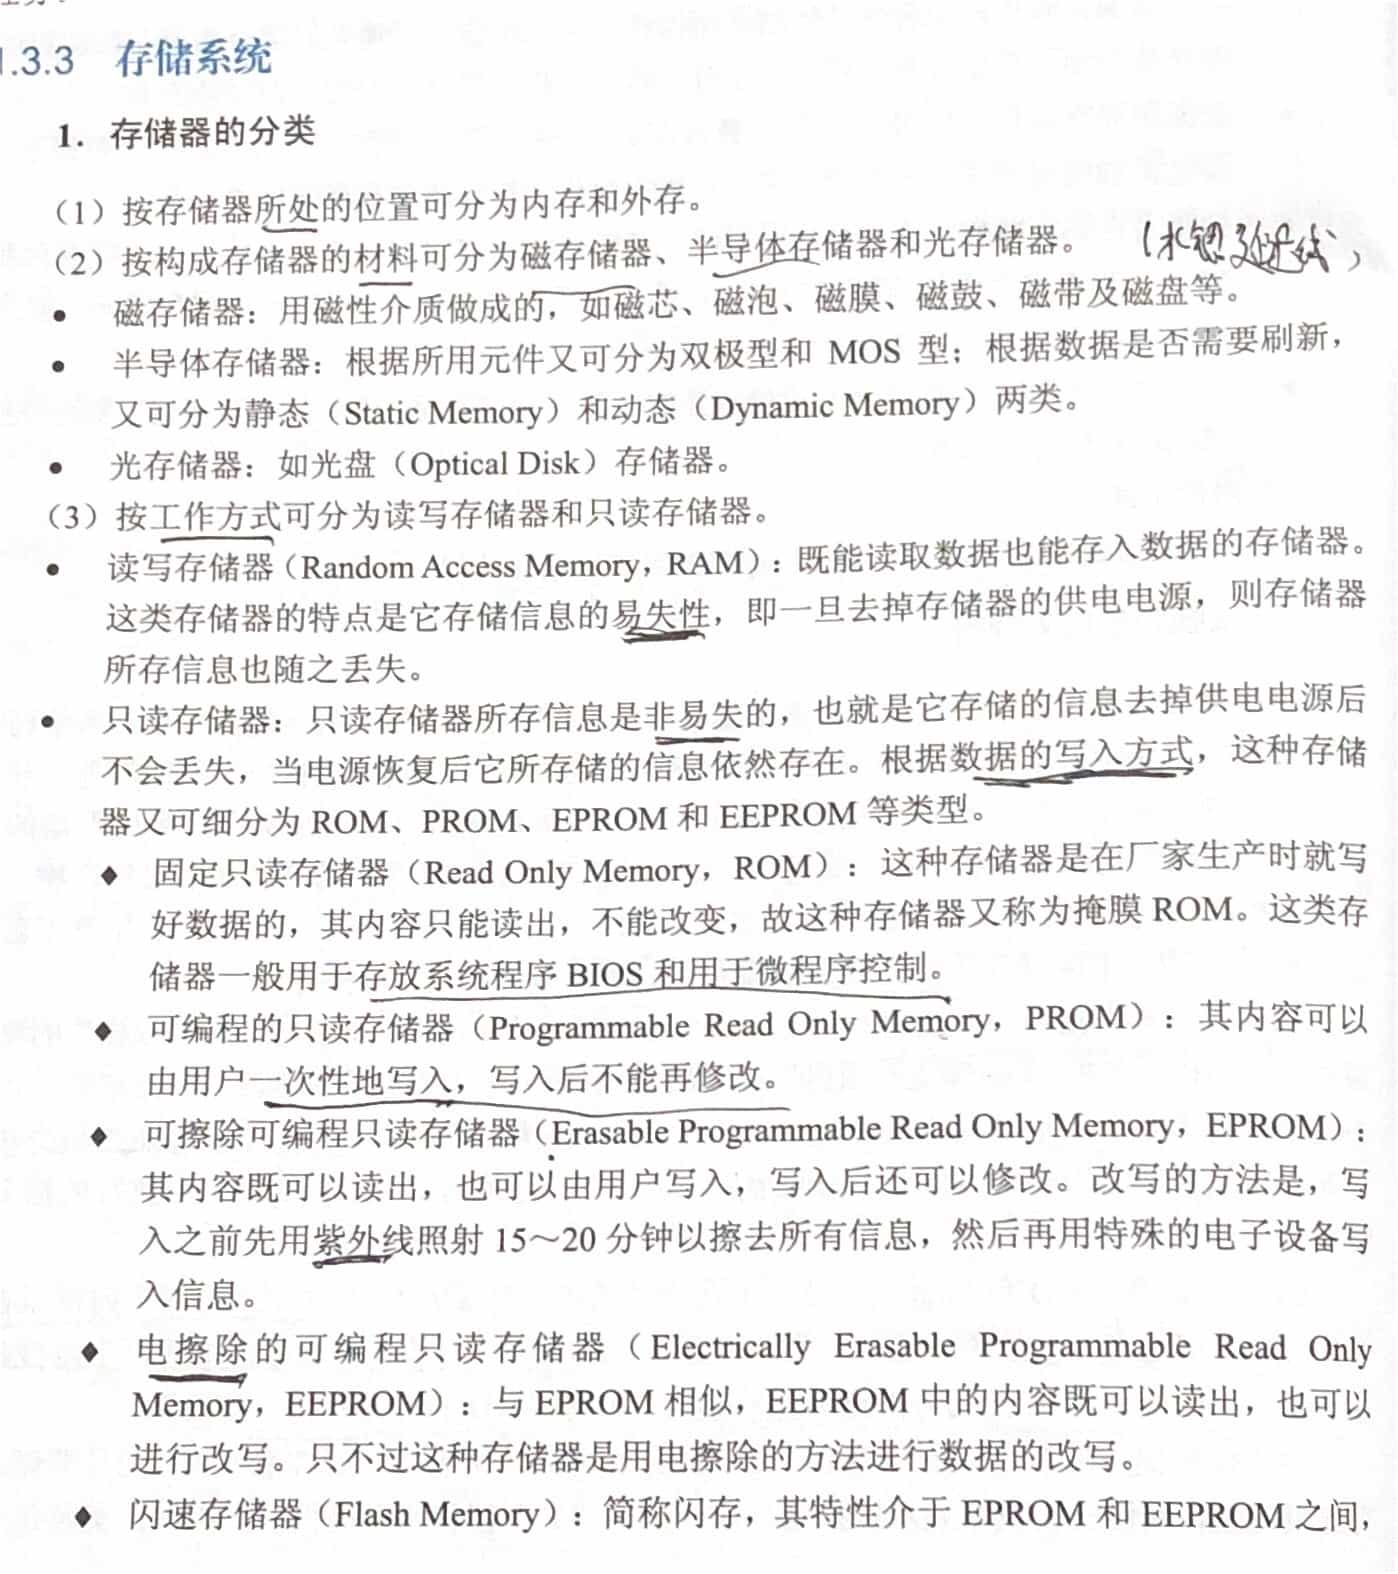 1.3.3 存储系统
1. 存储器的分类
（1）按存储器所处的位置可分为内存和外存。
（2）按构成存储器的材料可分为磁存储器、半导体存储器和光存储器。
• 磁存储器：用磁性介质做成的，如磁芯、磁泡、磁膜、磁鼓、磁带及磁盘等。
• 半导体存储器：根据所用元件又可分为双极型和 MOS 型；根据数据是否需要刷新，
又可分为静态（Static Memory）和动态（Dynamic Memory）两类。
• 光存储器：如光盘（Optical Disk）存储器。
（3）按工作方式可分为读写存储器和只读存储器。
• 读写存储器（Random Access Memory，RAM）：既能读取数据也能存入数据的存储器。
这类存储器的特点是它存储信息的易失性，即一旦去掉存储器的供电电源，则存储器
所存信息也随之丢失。
• 只读存储器：只读存储器所存信息是非易失的，也就是它存储的信息去掉供电电源后
不会丢失，当电源恢复后它所存储的信息依然存在。根据数据的写入方式，这种存储
器又可细分为 ROM、PROM、EPROM 和 EEPROM 等类型。
♦ 固定只读存储器（Read Only Memory，ROM）：这种存储器是在厂家生产时就写
好数据的，其内容只能读出，不能改变，故这种存储器又称为掩膜 ROM。这类存
储器一般用于存放系统程序 BIOS 和用于微程序控制。
♦ 可编程的只读存储器（Programmable Read Only Memory，PROM）：其内容可以
由用户一次性地写入，写入后不能再修改。
♦ 可擦除可编程只读存储器（Erasable Programmable Read Only Memory，EPROM）：
其内容既可以读出，也可以由用户写入，写入后还可以修改。改写的方法是，写
入之前先用紫外线照射 15～20 分钟以擦去所有信息，然后再用特殊的电子设备写
入信息。
♦ 电擦除的可编程只读存储器（Electrically Erasable Programmable Read Only
Memory，EEPROM）：与 EPROM 相似，EEPROM 中的内容既可以读出，也可以
进行改写。只不过这种存储器是用电擦除的方法进行数据的改写。
♦ 闪速存储器（Flash Memory）：简称闪存，其特性介于 EPROM 和 EEPROM 之间，